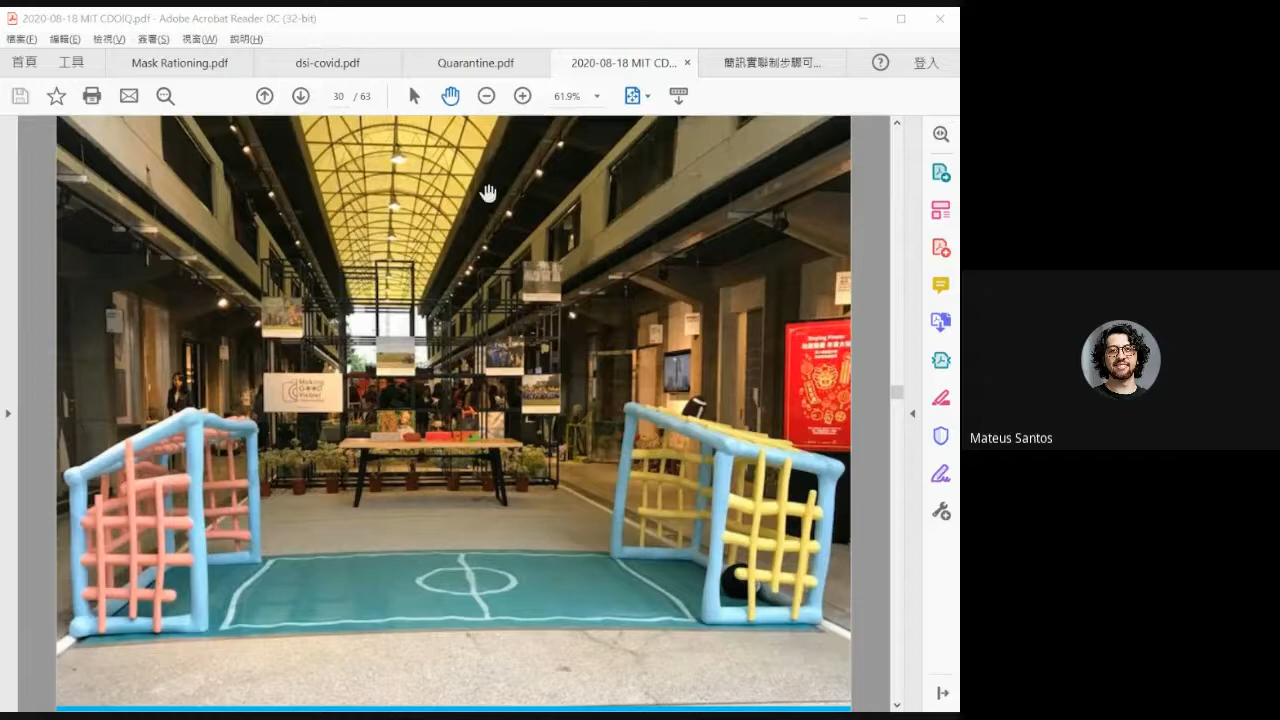 2020-08-18 MIT CDOIQ.pdf - Adobe Acrobat Reader DC (32-bit)
檔案(F) 編輯(E) 檢視(V) 簽署(S) 視窗(W) 說明(H)
首頁 工具 Mask Rationing.pdf dsi-covid.pdf Quarantine.pdf 2020-08-18 MIT CD... × 簡訊實聯制步驟可... 登入
30 / 63 61.9%
Making
Visible!
Mateus Santos